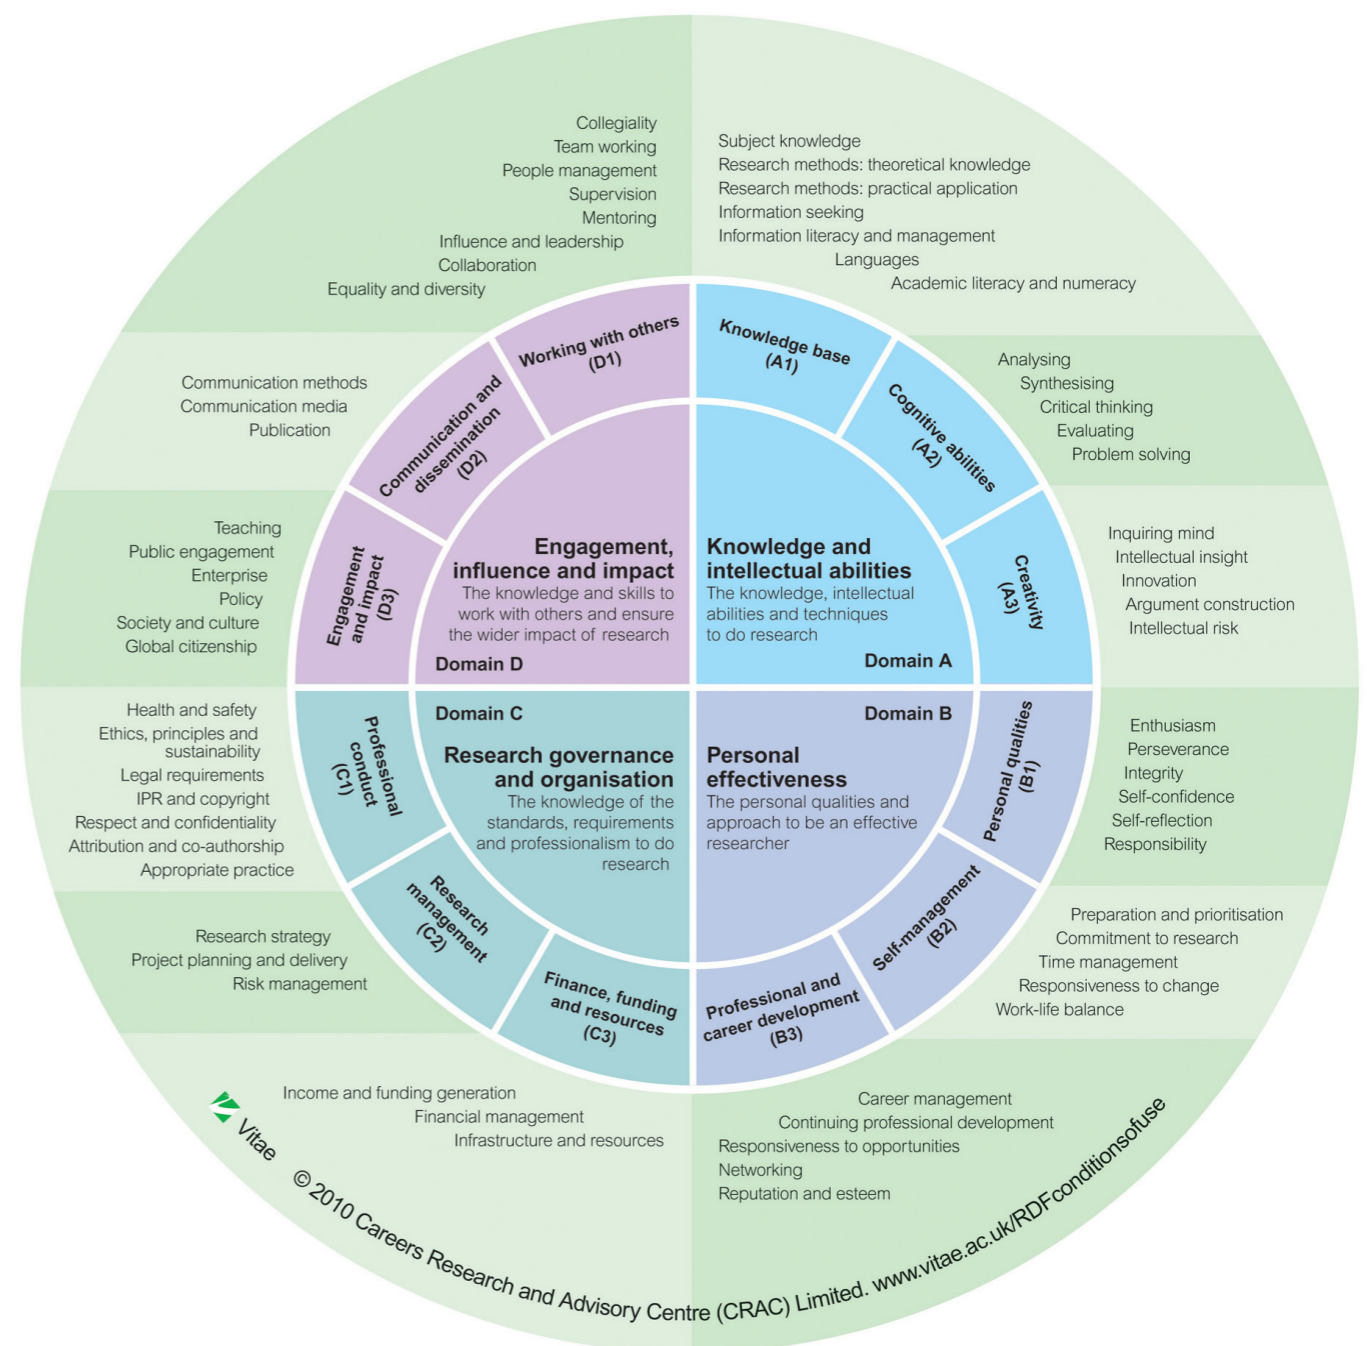 Collegiality
Team working
People management
Supervision
Mentoring
Influence and leadership
Collaboration
Equality and diversity
Subject knowledge
Research methods: theoretical knowledge
Research methods: practical application
Information seeking
Information literacy and management
Languages
Academic literacy and numeracy
Communication methods
Communication media
Publication
Analysing
Synthesising
Critical thinking
Evaluating
Problem solving
Teaching
Public engagement
Enterprise
Policy
Society and culture
Global citizenship
Inquiring mind
Intellectual insight
Innovation
Argument construction
Intellectual risk
Working with others
(D1)
Knowledge base
(A1)
Communication and
dissemination
(D2)
Cognitive abilities
(A2)
Engagement
and impact
(D3)
Creativity
(A3)
Engagement,
influence and impact
The knowledge and skills to
work with others and ensure
the wider impact of research
Domain D
Knowledge and
intellectual abilities
The knowledge, intellectual
abilities and techniques
to do research
Domain A
Domain C
Research governance
and organisation
The knowledge of the
standards, requirements
and professionalism to do
research
Domain B
Personal
effectiveness
The personal qualities and
approach to be an effective
researcher
Professional
conduct
(C1)
Personal qualities
(B1)
Research
management
(C2)
Self-management
(B2)
Finance, funding
and resources
(C3)
Professional and
career development
(B3)
Health and safety
Ethics, principles and
sustainability
Legal requirements
IPR and copyright
Respect and confidentiality
Attribution and co-authorship
Appropriate practice
Enthusiasm
Perseverance
Integrity
Self-confidence
Self-reflection
Responsibility
Research strategy
Project planning and delivery
Risk management
Preparation and prioritisation
Commitment to research
Time management
Responsiveness to change
Work-life balance
Income and funding generation
Financial management
Infrastructure and resources
Career management
Continuing professional development
Responsiveness to opportunities
Networking
Reputation and esteem
Vitae © 2010 Careers Research and Advisory Centre (CRAC) Limited. www.vitae.ac.uk/RDFconditionsofuse